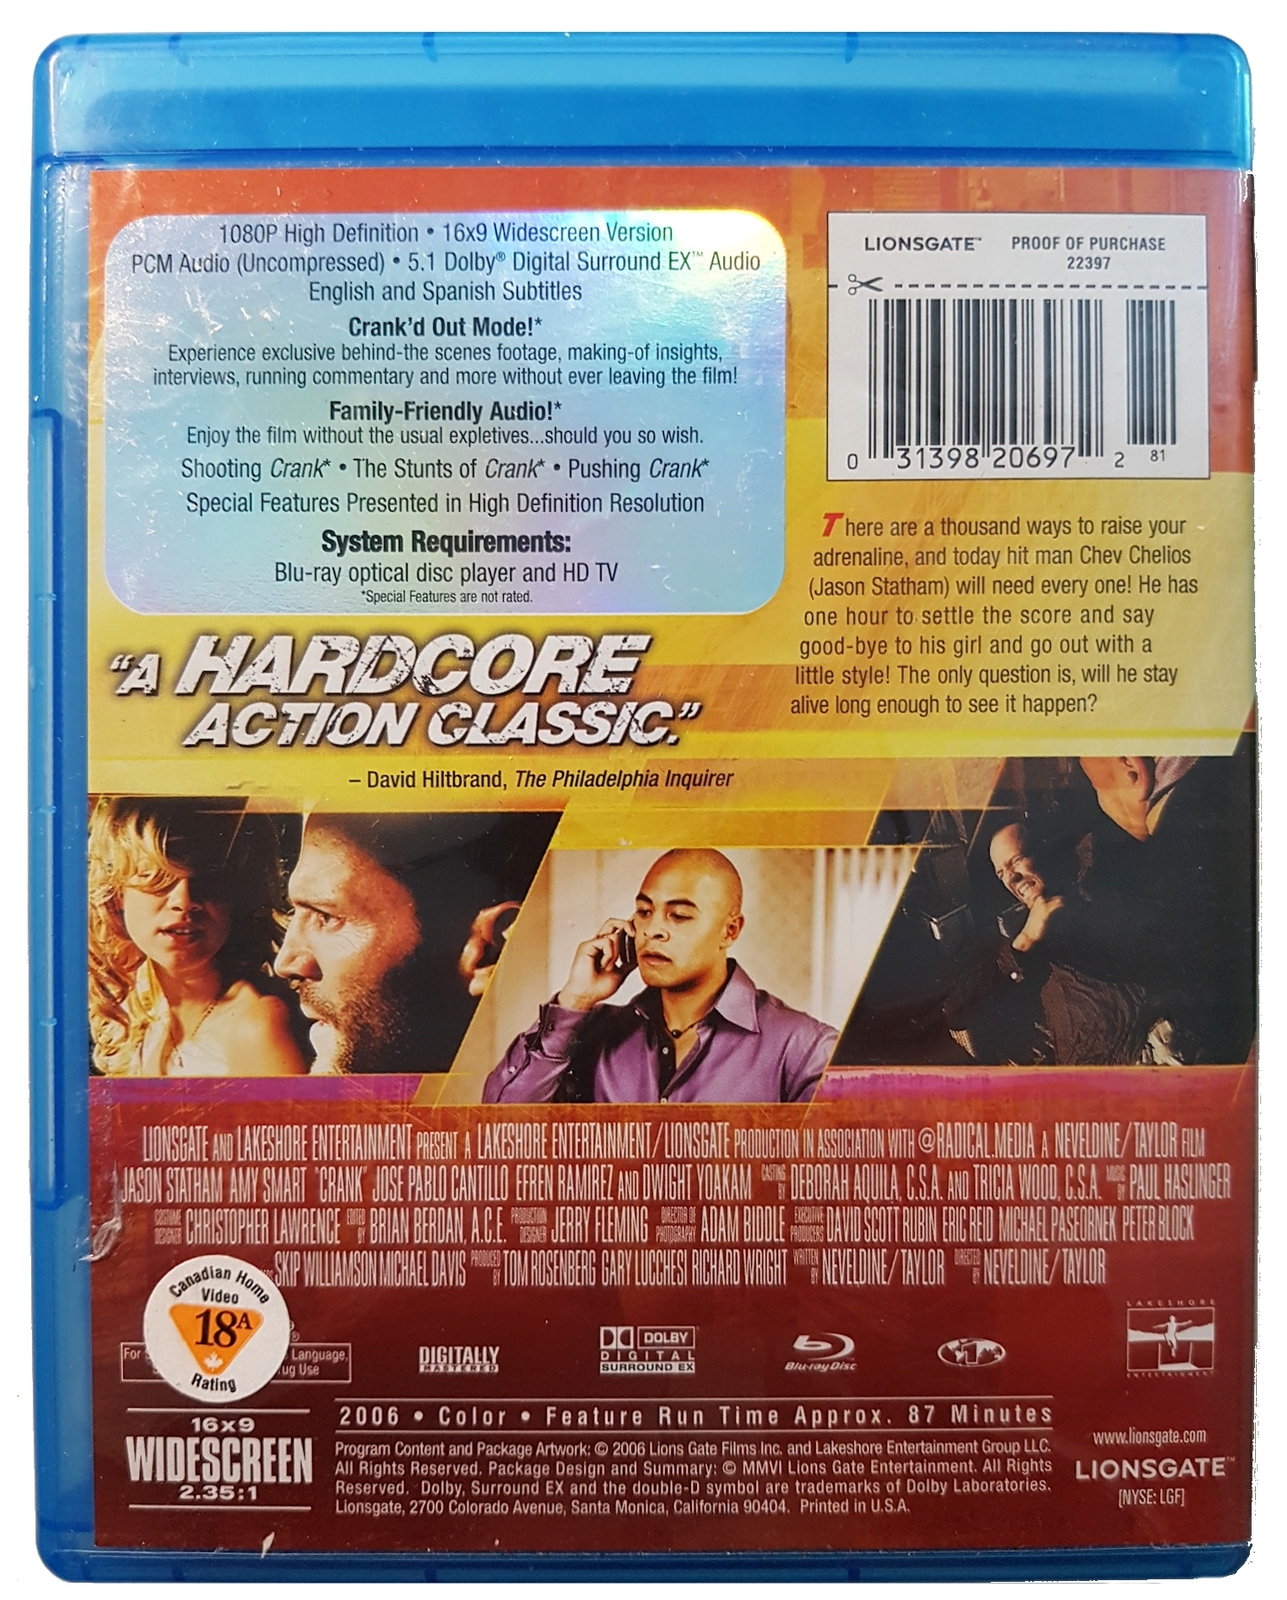 1080P High Definition • 16x9 Widescreen Version
PCM Audio (Uncompressed) • 5.1 Dolby® Digital Surround EX™ Audio
English and Spanish Subtitles
Crank'd Out Mode!*
Experience exclusive behind-the scenes footage, making-of insights,
interviews, running commentary and more without ever leaving the film!
Family-Friendly Audio!*
Enjoy the film without the usual expletives...should you so wish.
Shooting Crank* • The Stunts of Crank* • Pushing Crank*
Special Features Presented in High Definition Resolution
System Requirements:
Blu-ray optical disc player and HD TV
*Special Features are not rated.
LIONSGATE™ PROOF OF PURCHASE
22397
0 31398 20697 2 81
There are a thousand ways to raise your
adrenaline, and today hit man Chev Chelios
(Jason Statham) will need every one! He has
one hour to settle the score and say
good-bye to his girl and go out with a
little style! The only question is, will he stay
alive long enough to see it happen?
"A HARDCORE
ACTION CLASSIC."
– David Hiltbrand, The Philadelphia Inquirer
LIONSGATE AND LAKESHORE ENTERTAINMENT PRESENT A LAKESHORE ENTERTAINMENT/LIONSGATE PRODUCTION IN ASSOCIATION WITH @RADICAL.MEDIA A NEVELDINE/TAYLOR FILM
JASON STATHAM AMY SMART "CRANK" JOSE PABLO CANTILLO EFREN RAMIREZ AND DWIGHT YOAKAM CASTING BY DEBORAH AQUILA, C.S.A. AND TRICIA WOOD, C.S.A. MUSIC BY PAUL HASLINGER
COSTUME DESIGNER CHRISTOPHER LAWRENCE EDITED BY BRIAN BERDAN, A.C.E. PRODUCTION DESIGNER JERRY FLEMING DIRECTOR OF PHOTOGRAPHY ADAM BIDDLE EXECUTIVE PRODUCERS DAVID SCOTT RUBIN ERIC REID MICHAEL PASEORNEK PETER BLOCK
SKIP WILLIAMSON MICHAEL DAVIS PRODUCED BY TOM ROSENBERG GARY LUCCHESI RICHARD WRIGHT WRITTEN BY NEVELDINE/TAYLOR DIRECTED BY NEVELDINE/TAYLOR
Canadian Home
Video
18A
Rating
For
Language,
Use
DIGITALLY
MASTERED
DOLBY
DIGITAL
SURROUND EX
Blu-ray Disc
1
LAKESHORE
ENTERTAINMENT
16x9
WIDESCREEN
2.35:1
2006 • Color • Feature Run Time Approx. 87 Minutes
Program Content and Package Artwork: © 2006 Lions Gate Films Inc. and Lakeshore Entertainment Group LLC.
All Rights Reserved. Package Design and Summary: © MMVI Lions Gate Entertainment. All Rights
Reserved. Dolby, Surround EX and the double-D symbol are trademarks of Dolby Laboratories.
Lionsgate, 2700 Colorado Avenue, Santa Monica, California 90404. Printed in U.S.A.
www.lionsgate.com
LIONSGATE™
[NYSE: LGF]